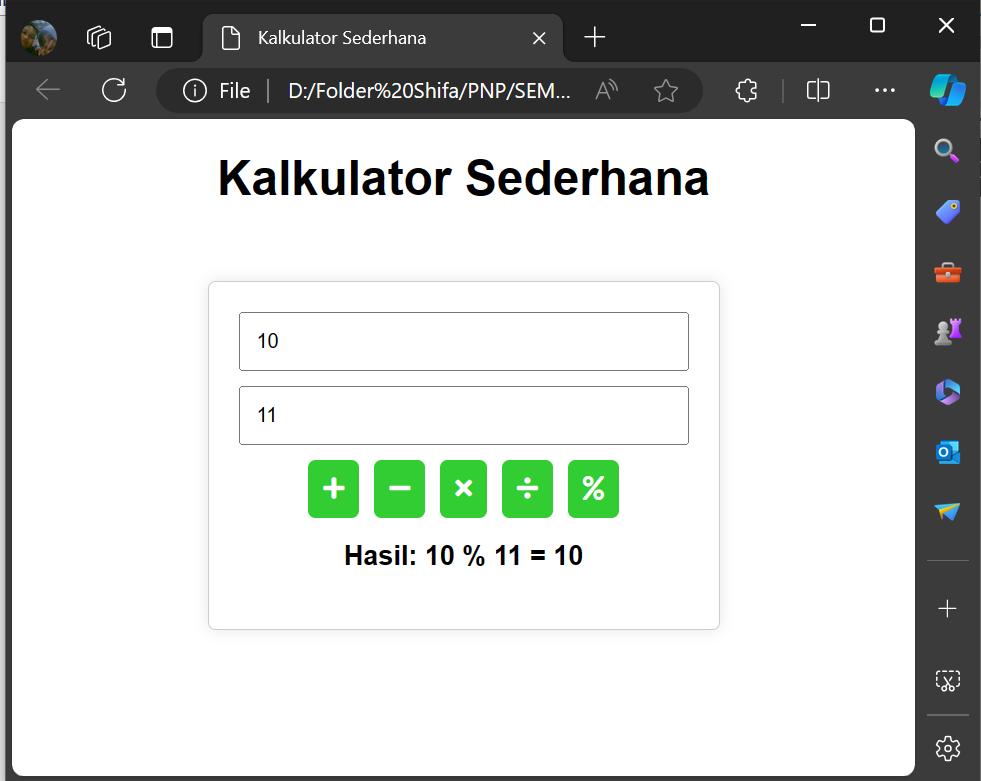 Kalkulator Sederhana
File
D:/Folder%20Shifa/PNP/SEM...
Kalkulator Sederhana
10
11
+ − × ÷ %
Hasil: 10 % 11 = 10